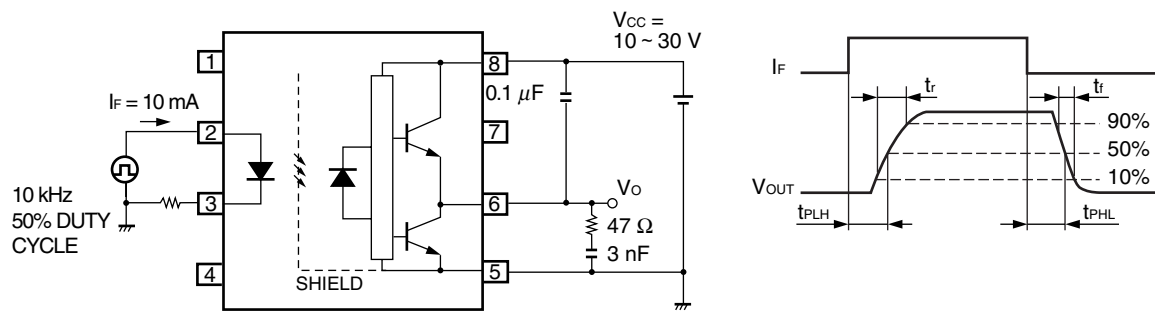 VCC =
10 ~ 30 V
1
8
0.1 μF
IF = 10 mA
2
7
10 kHz
50% DUTY
CYCLE
3
6
VO
47 Ω
3 nF
4
5
SHIELD
IF
tr
tf
90%
50%
10%
VOUT
tPLH
tPHL